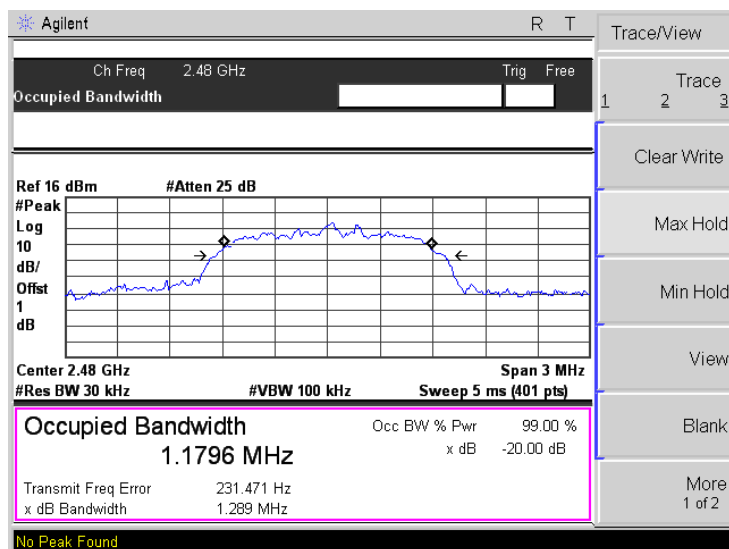 Agilent R T
Ch Freq 2.48 GHz Trig Free
Occupied Bandwidth
Ref 16 dBm #Atten 25 dB
#Peak
Log
10
dB/
Offst
1
dB
Center 2.48 GHz Span 3 MHz
#Res BW 30 kHz #VBW 100 kHz Sweep 5 ms (401 pts)
Occupied Bandwidth Occ BW % Pwr 99.00 %
1.1796 MHz x dB -20.00 dB
Transmit Freq Error 231.471 Hz
x dB Bandwidth 1.289 MHz
No Peak Found
Trace/View
Trace
1 2 3
Clear Write
Max Hold
Min Hold
View
Blank
More
1 of 2